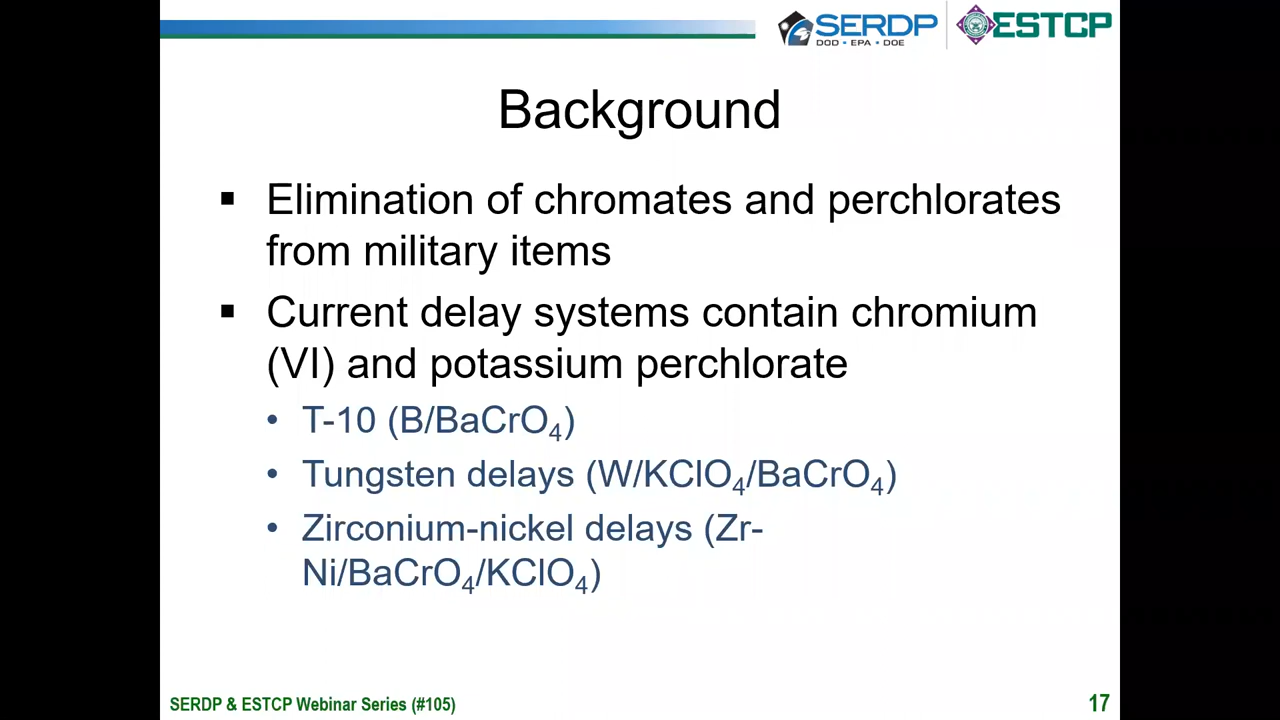 SERDP
DOD • EPA • DOE
ESTCP
Background
▪ Elimination of chromates and perchlorates
from military items
▪ Current delay systems contain chromium
(VI) and potassium perchlorate
• T-10 (B/BaCrO₄)
• Tungsten delays (W/KClO₄/BaCrO₄)
• Zirconium-nickel delays (Zr-
Ni/BaCrO₄/KClO₄)
SERDP & ESTCP Webinar Series (#105)
17